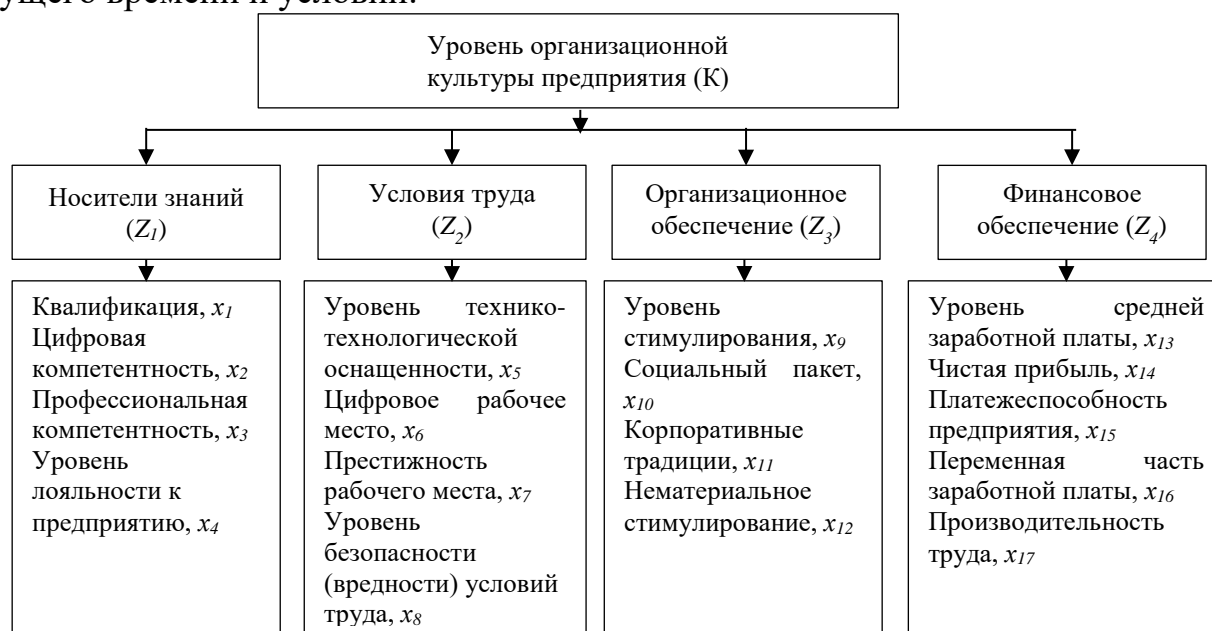 ущего времени и условий.
Уровень организационной
культуры предприятия (К)
Носители знаний
(Z1)
Условия труда
(Z2)
Организационное
обеспечение (Z3)
Финансовое
обеспечение (Z4)
Квалификация, x1
Цифровая
компетентность, x2
Профессиональная
компетентность, x3
Уровень
лояльности к
предприятию, x4
Уровень технико-
технологической
оснащенности, x5
Цифровое рабочее
место, x6
Престижность
рабочего места, x7
Уровень
безопасности
(вредности) условий
труда, x8
Уровень
стимулирования, x9
Социальный пакет,
x10
Корпоративные
традиции, x11
Нематериальное
стимулирование, x12
Уровень средней
заработной платы, x13
Чистая прибыль, x14
Платежеспособность
предприятия, x15
Переменная часть
заработной платы, x16
Производительность
труда, x17